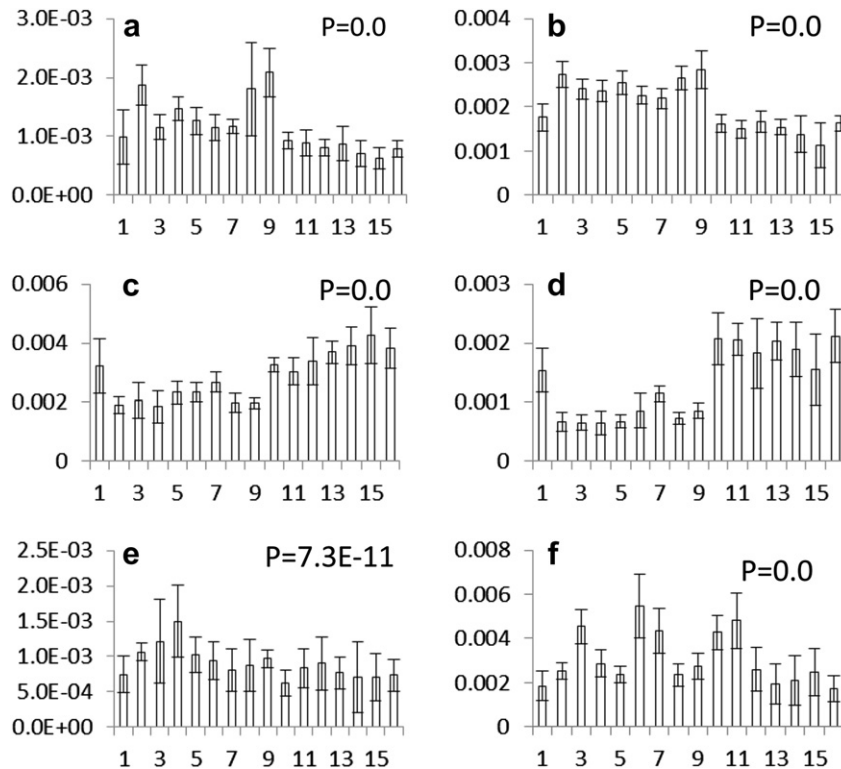 a
P=0.0
3.0E-03
2.0E-03
1.0E-03
0.0E+00
1 3 5 7 9 11 13 15
b
P=0.0
0.004
0.003
0.002
0.001
0
1 3 5 7 9 11 13 15
c
P=0.0
0.006
0.004
0.002
0
1 3 5 7 9 11 13 15
d
P=0.0
0.003
0.002
0.001
0
1 3 5 7 9 11 13 15
e
P=7.3E-11
2.5E-03
2.0E-03
1.5E-03
1.0E-03
5.0E-04
0.0E+00
1 3 5 7 9 11 13 15
f
P=0.0
0.008
0.006
0.004
0.002
0
1 3 5 7 9 11 13 15